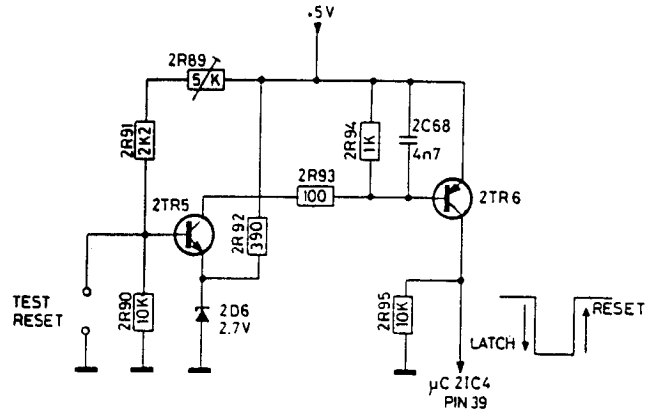 .5V
2R89
5K
2R91
2K2
2R94
1K
2C68
4n7
2R93
100
2TR5
2R92
390
2TR6
TEST
RESET
2R90
10K
2D6
2.7V
2R95
10K
LATCH
RESET
µC 2IC4
PIN 39